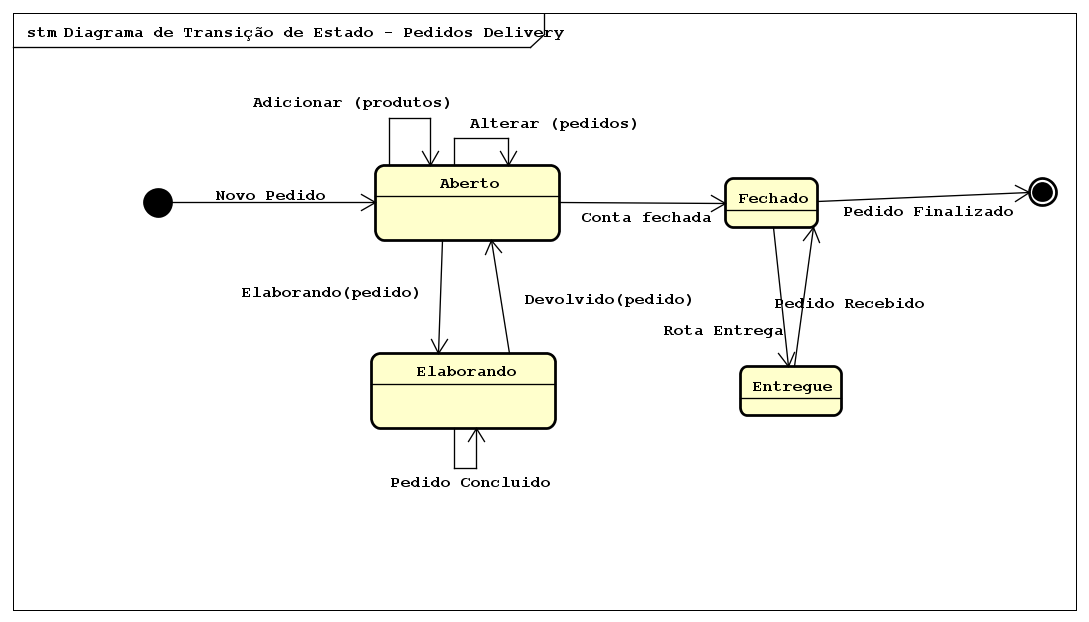 stm Diagrama de Transição de Estado - Pedidos Delivery
Adicionar (produtos)
Alterar (pedidos)
Aberto
Novo Pedido
Fechado
Conta fechada
Pedido Finalizado
Elaborando(pedido)
Devolvido(pedido)
Pedido Recebido
Rota Entrega
Elaborando
Entregue
Pedido Concluido